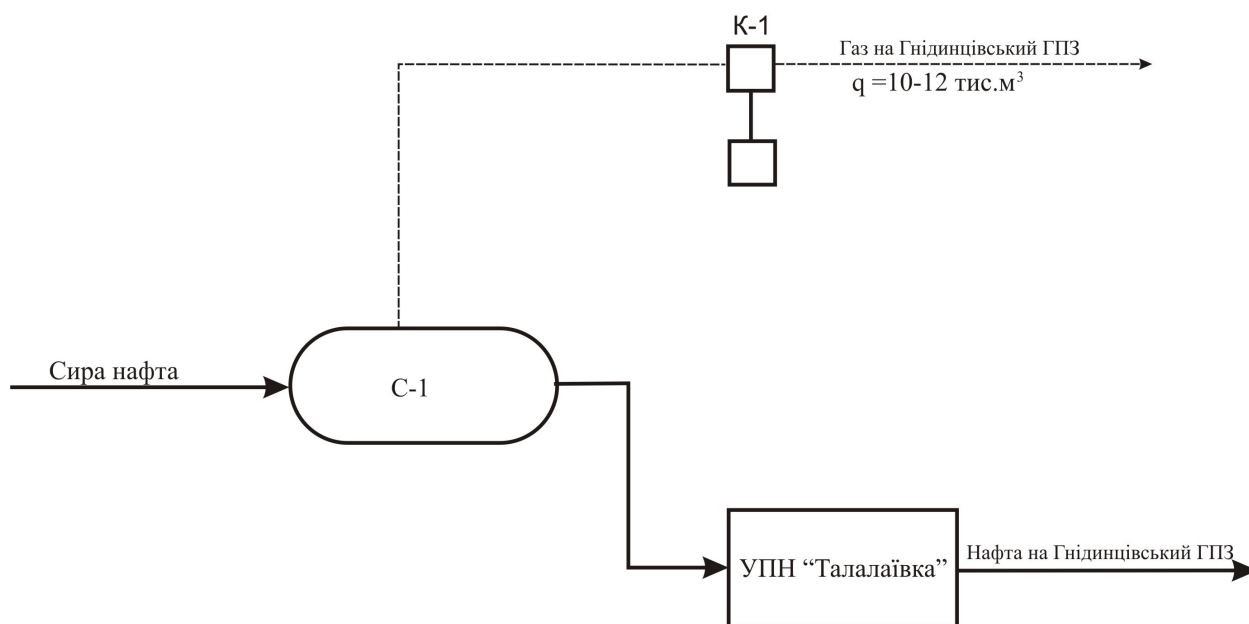 К-1
Газ на Гнідинцівський ГПЗ
q =10-12 тис.м³
Сира нафта
С-1
УПН “Талалаївка”
Нафта на Гнідинцівський ГПЗ